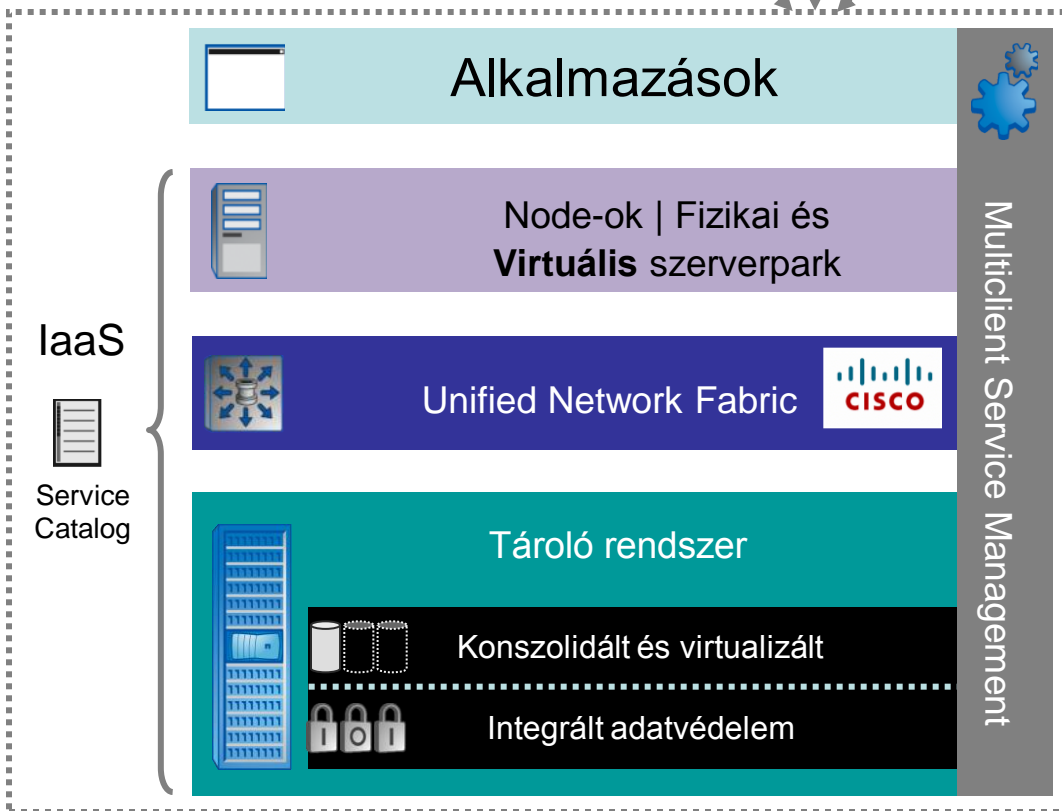 Alkalmazások
Node-ok | Fizikai és
Virtuális szerverpark
IaaS
Service
Catalog
Unified Network Fabric
CISCO
Tároló rendszer
Konszolidált és virtualizált
Integrált adatvédelem
I O I
Multiclient Service Management